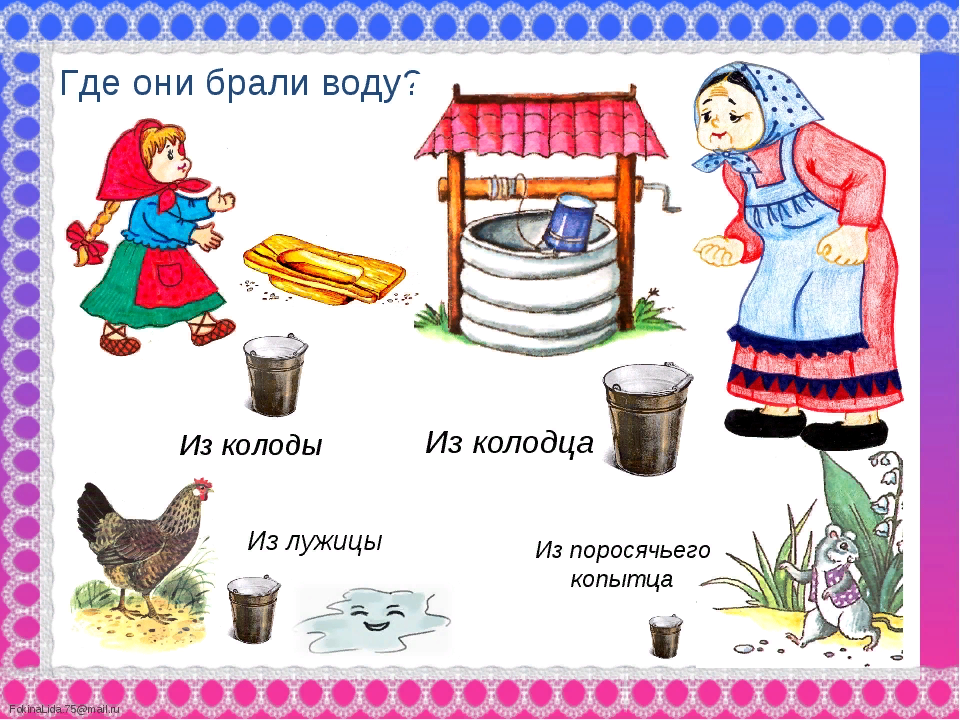 Где они брали воду?
Из колоды
Из колодца
Из лужицы
Из поросячьего
копытца
FokinaLida.75@mail.ru